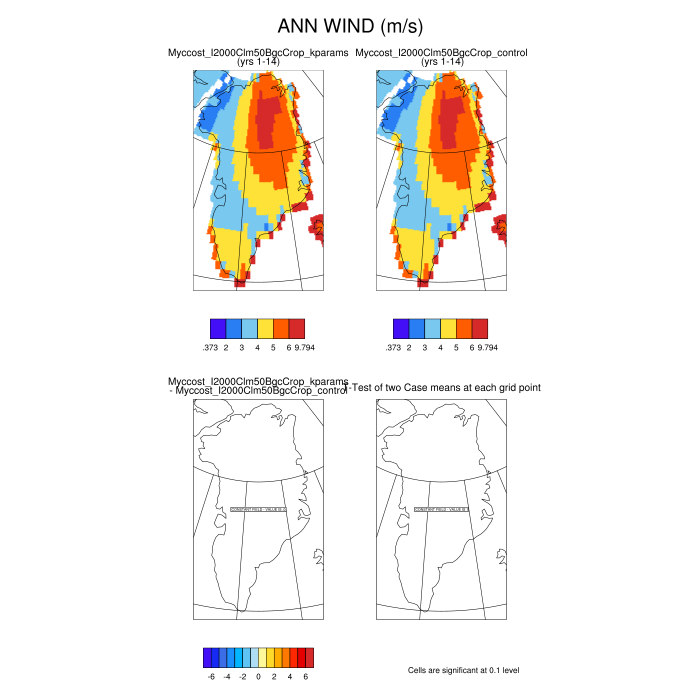 ANN WIND (m/s)
Myccost_I2000Clm50BgcCrop_kparams
(yrs 1-14)
Myccost_I2000Clm50BgcCrop_control
(yrs 1-14)
.373 2 3 4 5 6 9.794
.373 2 3 4 5 6 9.794
Myccost_I2000Clm50BgcCrop_kparams
- Myccost_I2000Clm50BgcCrop_control
-Test of two Case means at each grid point
CONSTANT FIELD - VALUE IS 0
CONSTANT FIELD - VALUE IS
-6 -4 -2 0 2 4 6
Cells are significant at 0.1 level